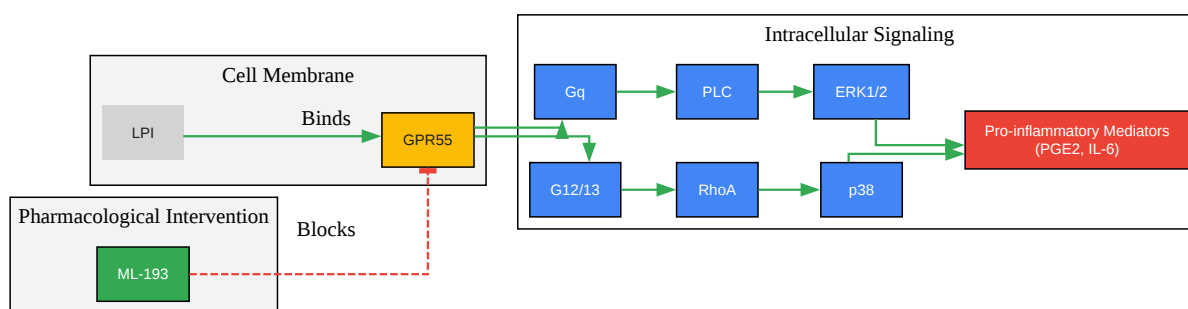 Intracellular Signaling
Cell Membrane
Gq
PLC
ERK1/2
LPI
Binds
GPR55
Pro-inflammatory Mediators
(PGE2, IL-6)
G12/13
RhoA
p38
Pharmacological Intervention
Blocks
ML-193